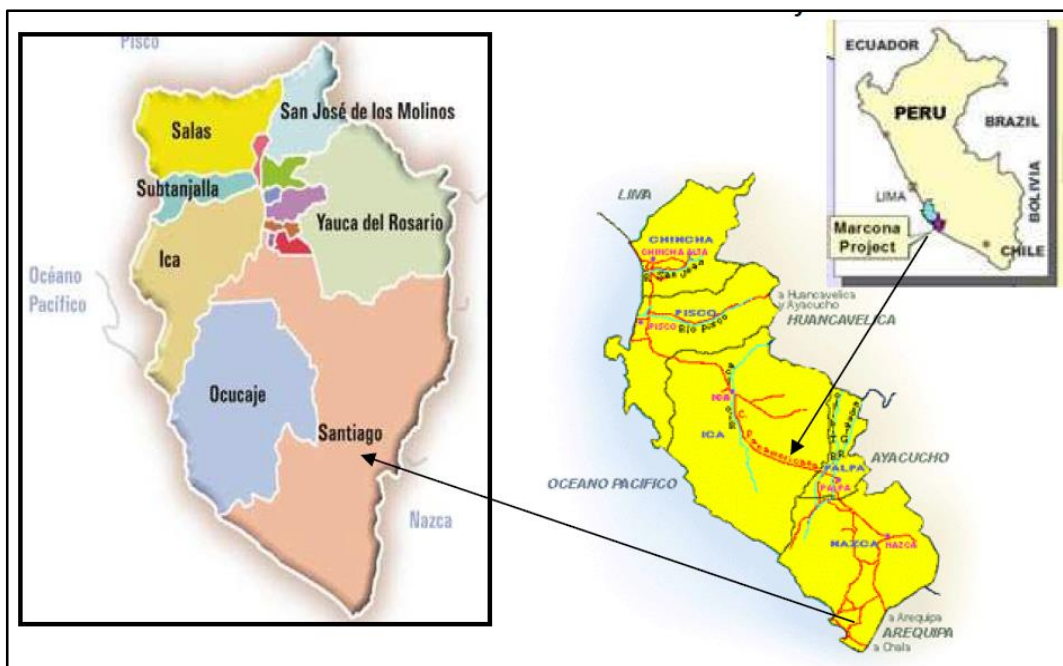 Pisco
San José de los Molinos
Salas
Subtanjalla
Yauca del Rosario
Ica
Océano
Pacífico
Ocucaje
Santiago
Nazca
ECUADOR
PERU
BRAZIL
LIMA
BOLIVIA
Marcona
Project
CHILE
LIMA
CHINCHA
CHINCHA ALTA
a Huancavelica
y Ayacucho
PISCO
Río Pisco
PISCO
HUANCAVELICA
ICA
ICA
C. Panamericana
AYACUCHO
PALPA
PALPA
OCEANO PACIFICO
NAZCA
NAZCA
a Arequipa
AREQUIPA
a Chala